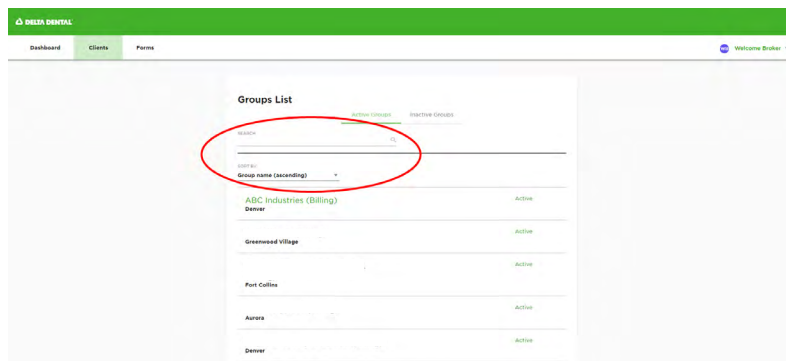 DELTA DENTAL
Dashboard Clients Forms
Welcome Broker
Groups List
Active Groups Inactive Groups
SEARCH
SORT BY
Group name (ascending)
ABC Industries (Billing) Active
Denver
Active
Greenwood Village
Active
Fort Collins
Active
Aurora
Active
Denver